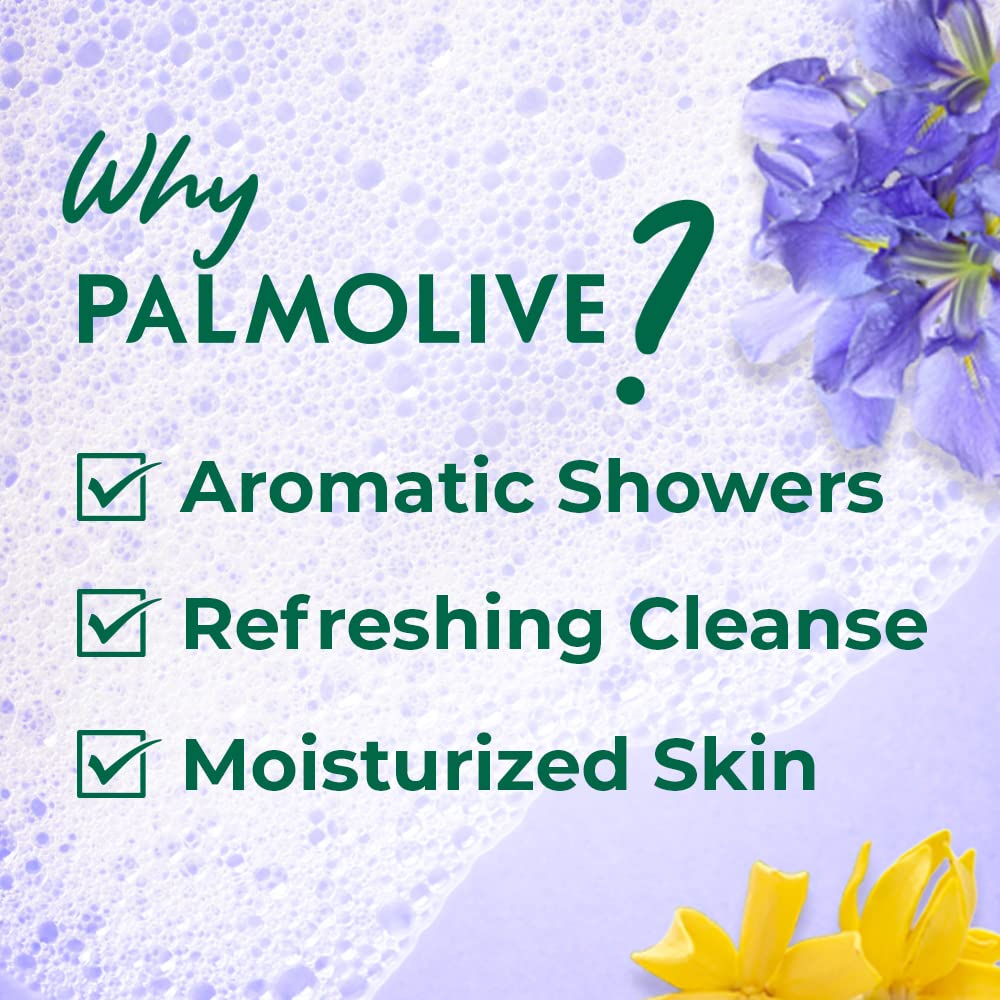 Why
PALMOLIVE?
Aromatic Showers
Refreshing Cleanse
Moisturized Skin